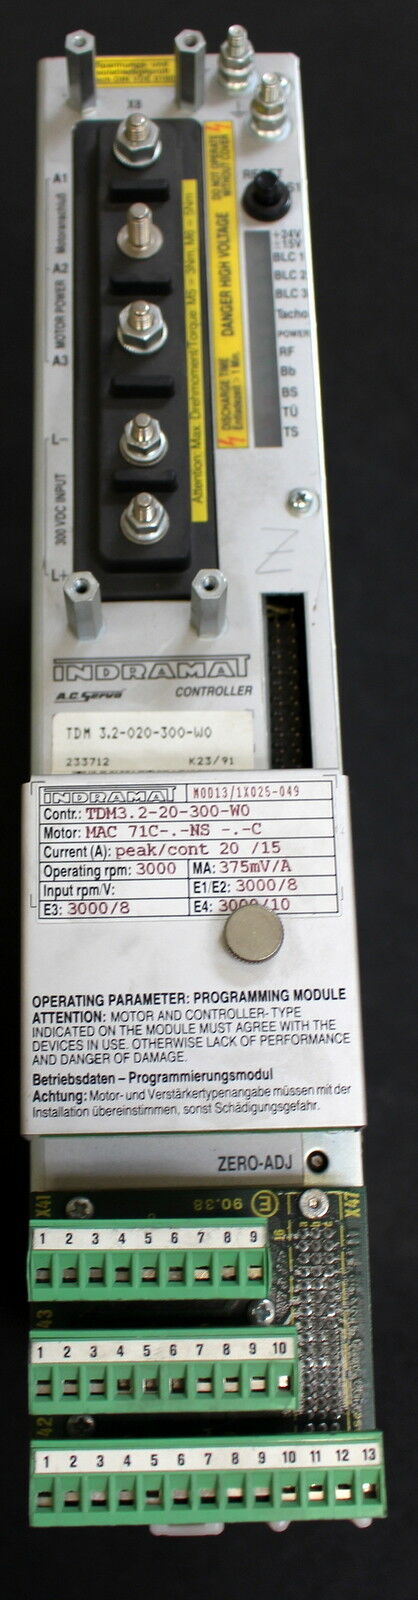 Spannungs- und
X8
A1
Motoranschluß
A2
MOTOR POWER
A3
L-
300 VDC INPUT
L+
Attention: Max. Drehmoment/Torque M5 = 3Nm, M6 = 5Nm
DO NOT OPERATE
WITHOUT COVER
DANGER HIGH VOLTAGE
DISCHARGE TIME
Entladezeit > 1 Min.
RESET
S1
+24V
±15V
BLC 1
BLC 2
BLC 3
Tacho
POWER
RF
Bb
BS
TÜ
TS
Z
INDRAMAT
A.C. Servo CONTROLLER
TDM 3.2-020-300-W0
233712 K23/91
INDRAMAT M0013/1X025-049
Contr.: TDM3.2-20-300-W0
Motor: MAC 71C-.-NS -.-C
Current (A): peak/cont 20 /15
Operating rpm: 3000 MA: 375mV/A
Input rpm/V: E1/E2: 3000/8
E3: 3000/8 E4: 3000/10
OPERATING PARAMETER: PROGRAMMING MODULE
ATTENTION: MOTOR AND CONTROLLER-TYPE
INDICATED ON THE MODULE MUST AGREE WITH THE
DEVICES IN USE. OTHERWISE LACK OF PERFORMANCE
AND DANGER OF DAMAGE.
Betriebsdaten – Programmierungsmodul
Achtung: Motor- und Verstärkertypenangabe müssen mit der
Installation übereinstimmen, sonst Schädigungsgefahr.
ZERO-ADJ
X41
90.38
X47
1 2 3 4 5 6 7 8 9
43
1 2 3 4 5 6 7 8 9 10
42
1 2 3 4 5 6 7 8 9 10 11 12 13